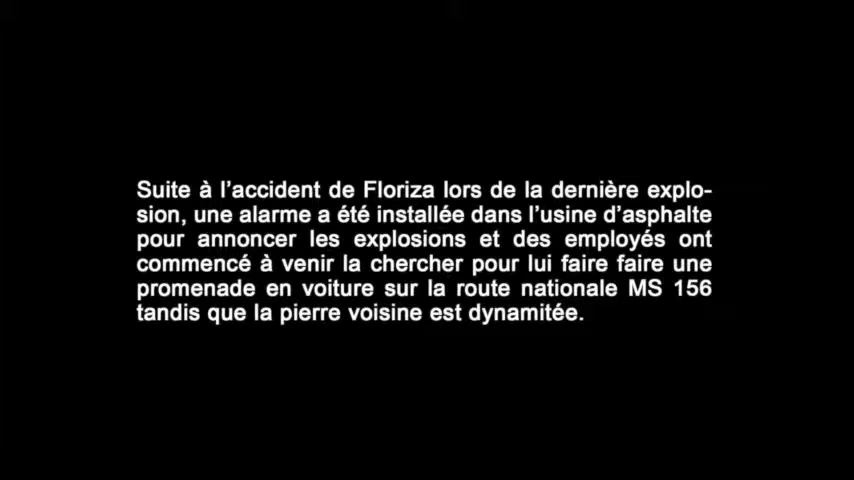 Suite à l’accident de Floriza lors de la dernière explo-
sion, une alarme a été installée dans l’usine d’asphalte
pour annoncer les explosions et des employés ont
commencé à venir la chercher pour lui faire faire une
promenade en voiture sur la route nationale MS 156
tandis que la pierre voisine est dynamitée.